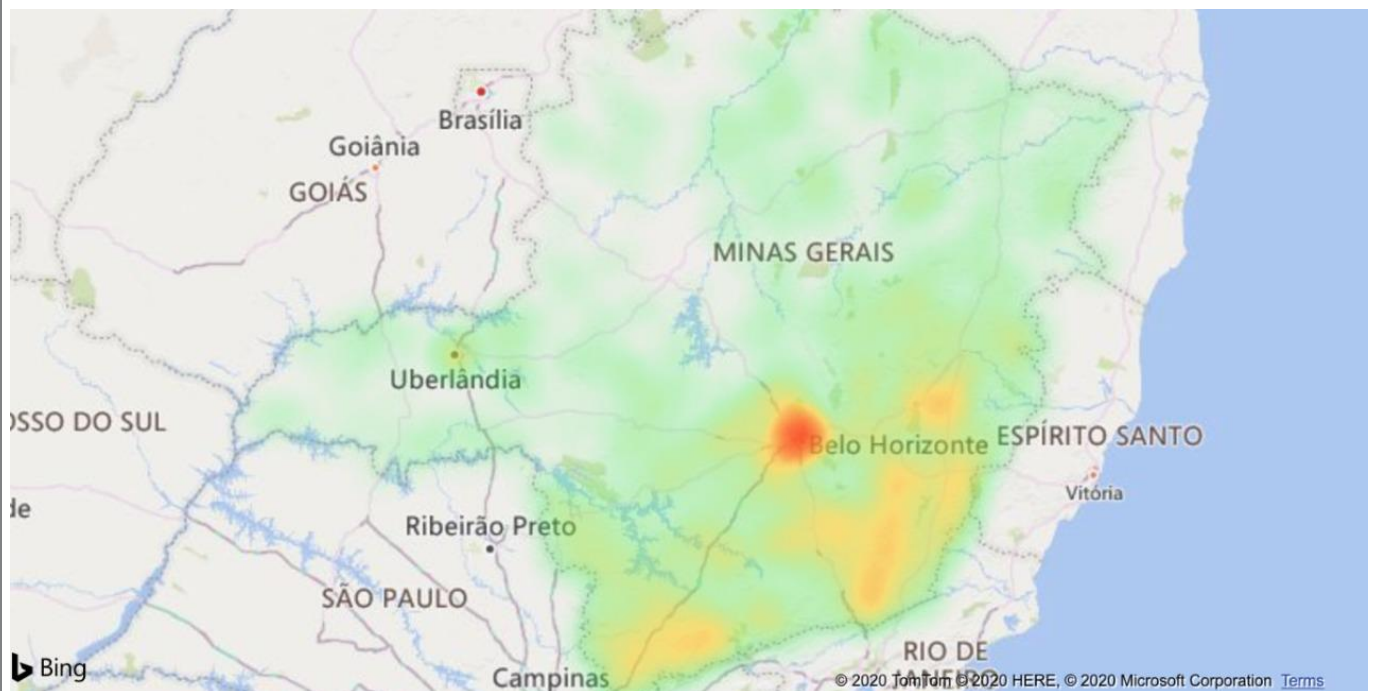 Brasília
Goiânia
GOIÁS
MINAS GERAIS
Uberlândia
OSSO DO SUL
Belo Horizonte
ESPÍRITO SANTO
Vitória
de
Ribeirão Preto
SÃO PAULO
RIO DE
JANEIRO
Campinas
Bing
© 2020 TomTom © 2020 HERE, © 2020 Microsoft Corporation Terms